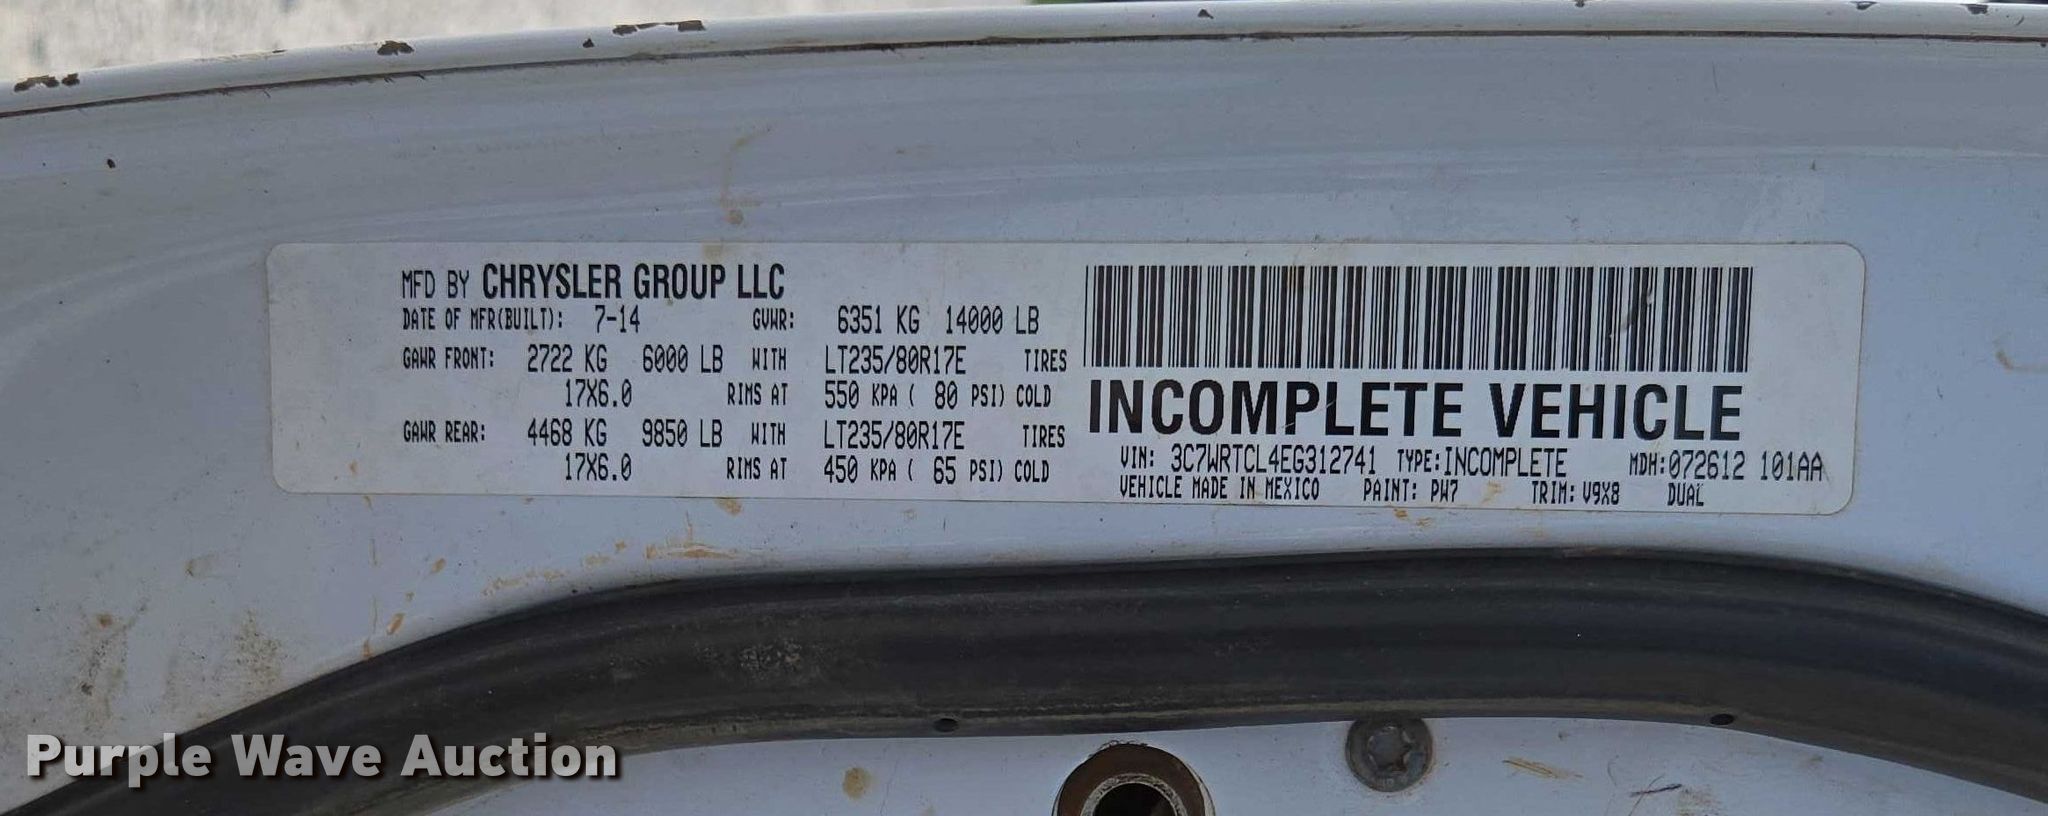 MFD BY CHRYSLER GROUP LLC
DATE OF MFR(BUILT): 7-14 GVWR: 6351 KG 14000 LB
GAWR FRONT: 2722 KG 6000 LB WITH LT235/80R17E TIRES
17X6.0 RIMS AT 550 KPA ( 80 PSI) COLD
GAWR REAR: 4468 KG 9850 LB WITH LT235/80R17E TIRES
17X6.0 RIMS AT 450 KPA ( 65 PSI) COLD
INCOMPLETE VEHICLE
VIN: 3C7WRTCL4EG312741 TYPE: INCOMPLETE MDH: 072612 101AA
VEHICLE MADE IN MEXICO PAINT: PW7 TRIM: V9X8 DUAL
Purple Wave Auction